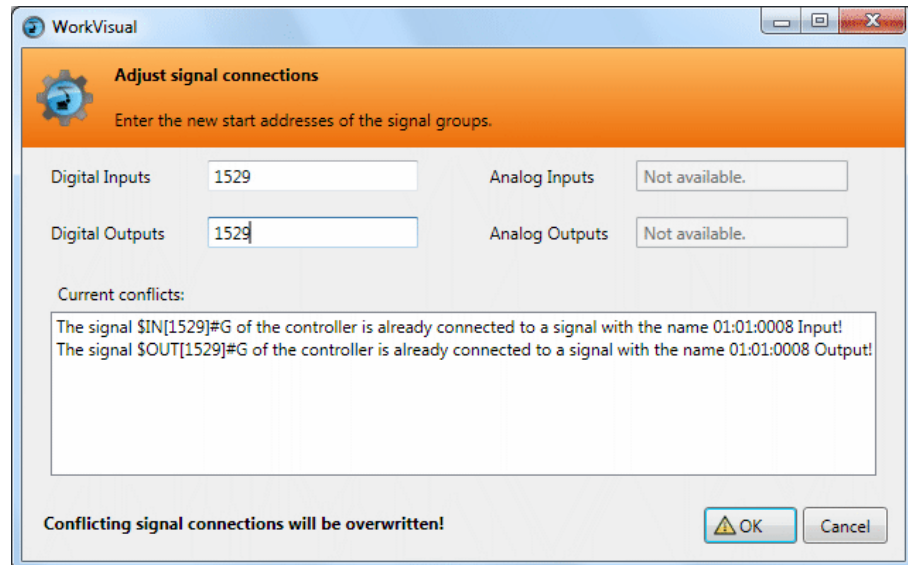 WorkVisual
Adjust signal connections
Enter the new start addresses of the signal groups.
Digital Inputs 1529 Analog Inputs Not available.
Digital Outputs 1529 Analog Outputs Not available.
Current conflicts:
The signal $IN[1529]#G of the controller is already connected to a signal with the name 01:01:0008 Input!
The signal $OUT[1529]#G of the controller is already connected to a signal with the name 01:01:0008 Output!
Conflicting signal connections will be overwritten! OK Cancel